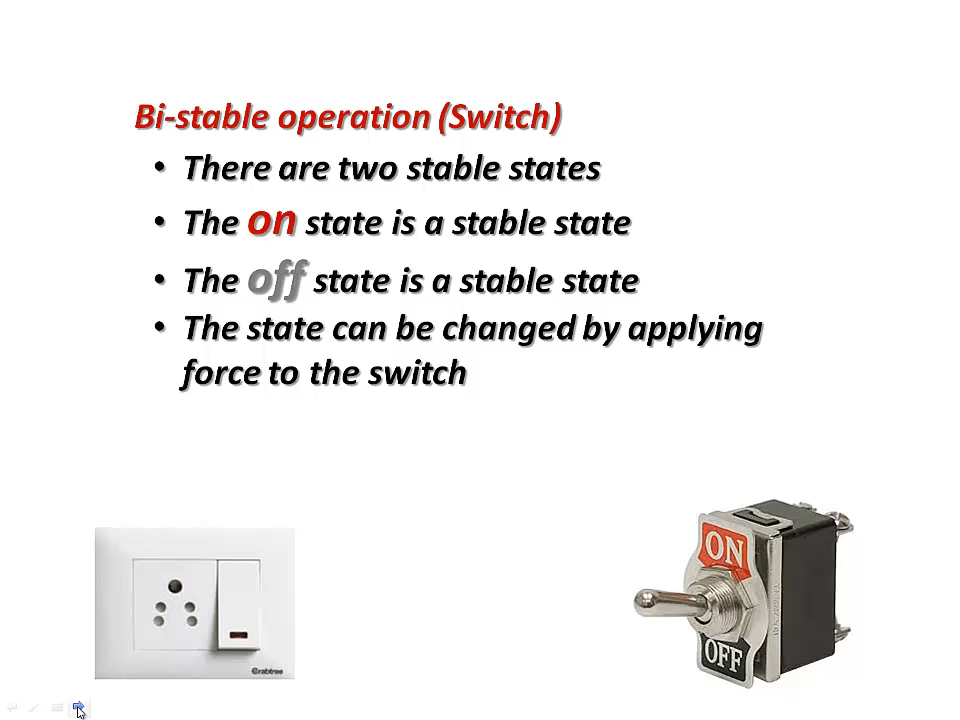 Bi-stable operation (Switch)
• There are two stable states
• The on state is a stable state
• The off state is a stable state
• The state can be changed by applying
force to the switch
ON
OFF
Crabtree